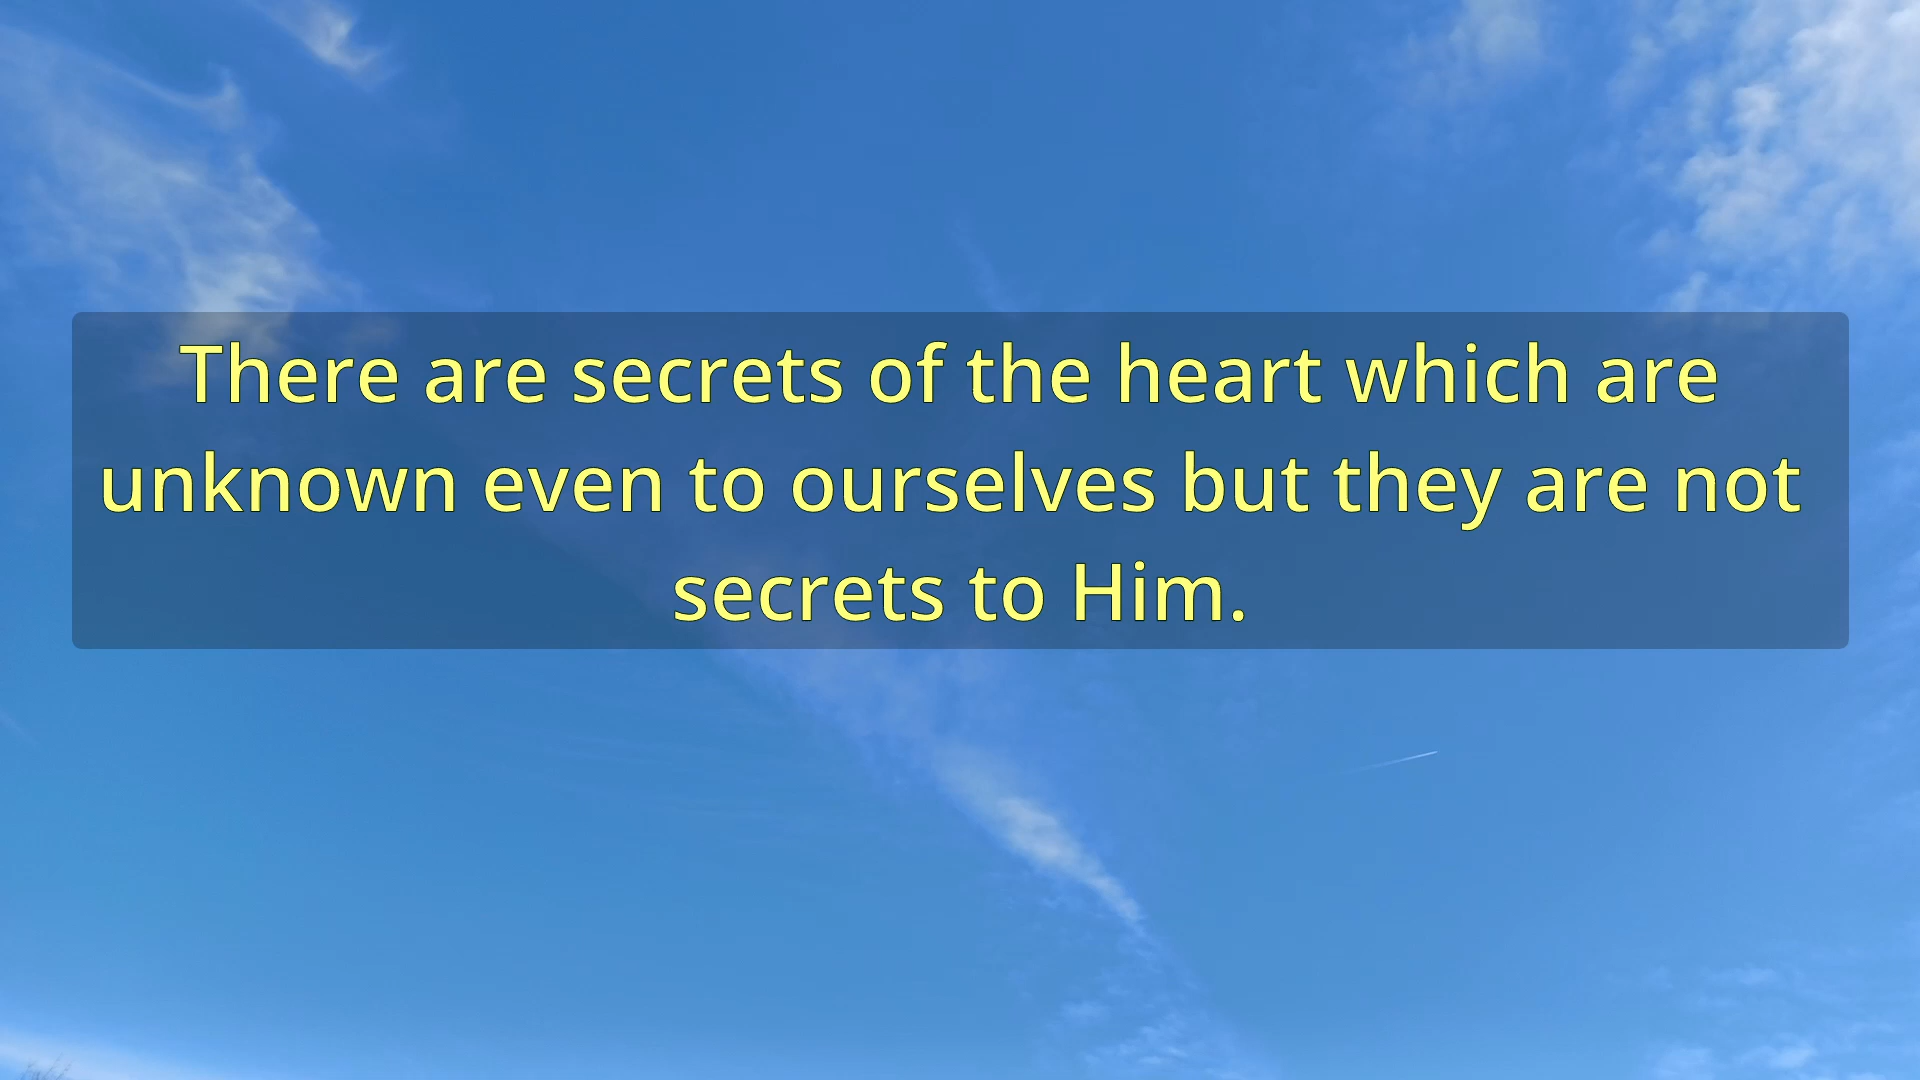 There are secrets of the heart which are
unknown even to ourselves but they are not
secrets to Him.